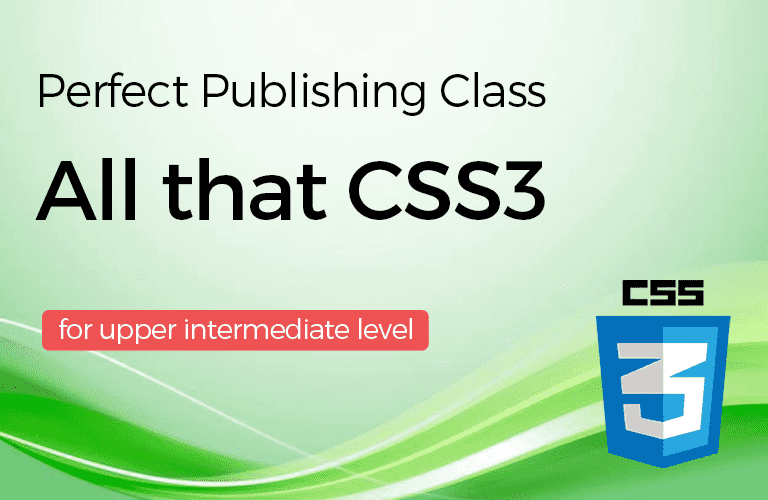 Perfect Publishing Class
All that CSS3
for upper intermediate level
CSS
3